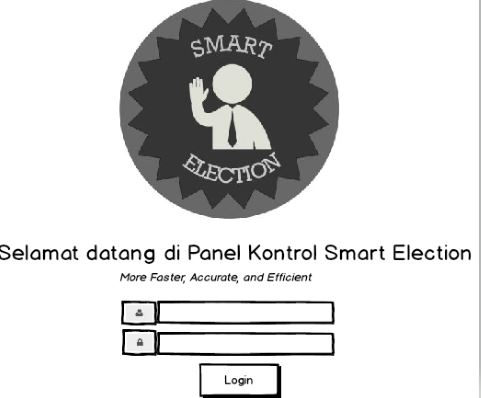 SMART
ELECTION
Selamat datang di Panel Kontrol Smart Election
More Faster, Accurate, and Efficient
Login